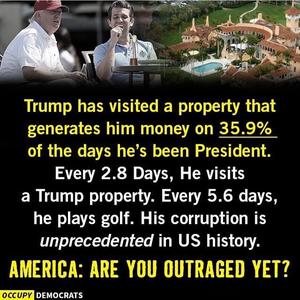 Trump has visited a property that
generates him money on 35.9%
of the days he's been President.
Every 2.8 Days, He visits
a Trump property. Every 5.6 days,
he plays golf. His corruption is
unprecedented in US history.
AMERICA: ARE YOU OUTRAGED YET?
OCCUPY DEMOCRATS